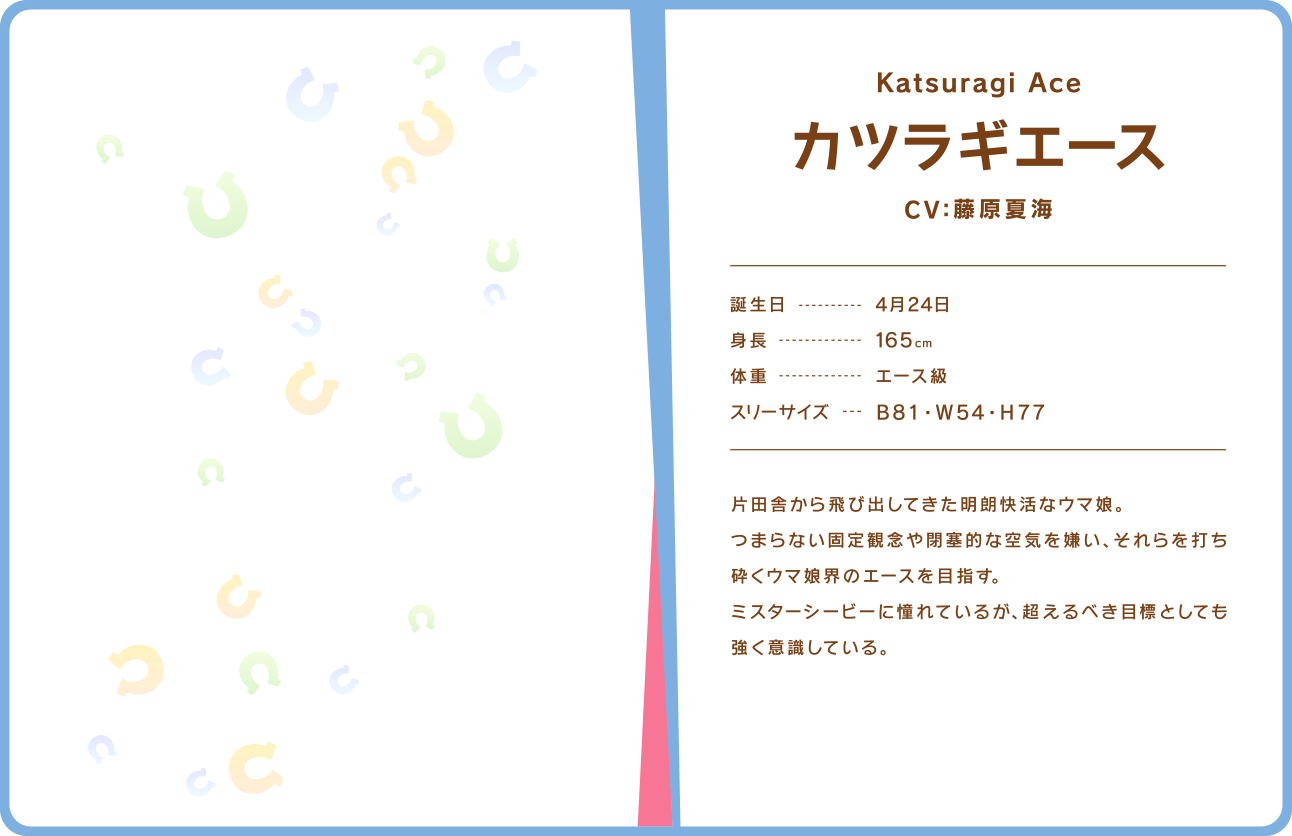 Katsuragi Ace
カツラギエース
CV:藤原夏海
誕生日 ---------- 4月24日
身長 ------------- 165cm
体重 ------------- エース級
スリーサイズ --- B81・W54・H77
片田舎から飛び出してきた明朗快活なウマ娘。
つまらない固定観念や閉塞的な空気を嫌い、それらを打ち
砕くウマ娘界のエースを目指す。
ミスターシービーに憧れているが、超えるべき目標としても
強く意識している。